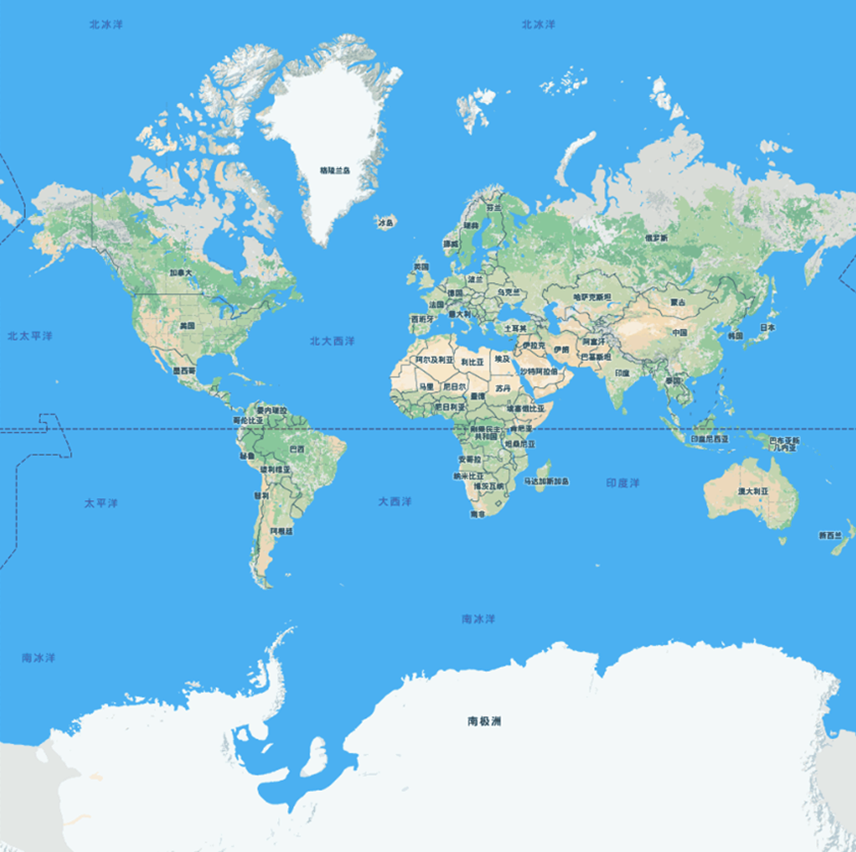 北冰洋
北冰洋
格陵兰岛
冰岛
芬兰
瑞典
挪威
俄罗斯
加拿大
英国
波兰
德国
乌克兰
法国
哈萨克斯坦
蒙古
意大利
西班牙
土耳其
美国
北太平洋
北大西洋
中国
韩国
日本
阿尔及利亚
利比亚
埃及
伊拉克
伊朗
阿富汗
巴基斯坦
墨西哥
沙特阿拉伯
印度
泰国
马里
尼日尔
苏丹
乍得
尼日利亚
埃塞俄比亚
委内瑞拉
哥伦比亚
刚果民主
共和国
肯尼亚
坦桑尼亚
印度尼西亚
巴布亚新
几内亚
巴西
秘鲁
玻利维亚
安哥拉
纳米比亚
博茨瓦纳
马达加斯加岛
印度洋
澳大利亚
智利
太平洋
大西洋
南非
阿根廷
新西兰
南冰洋
南冰洋
南极洲